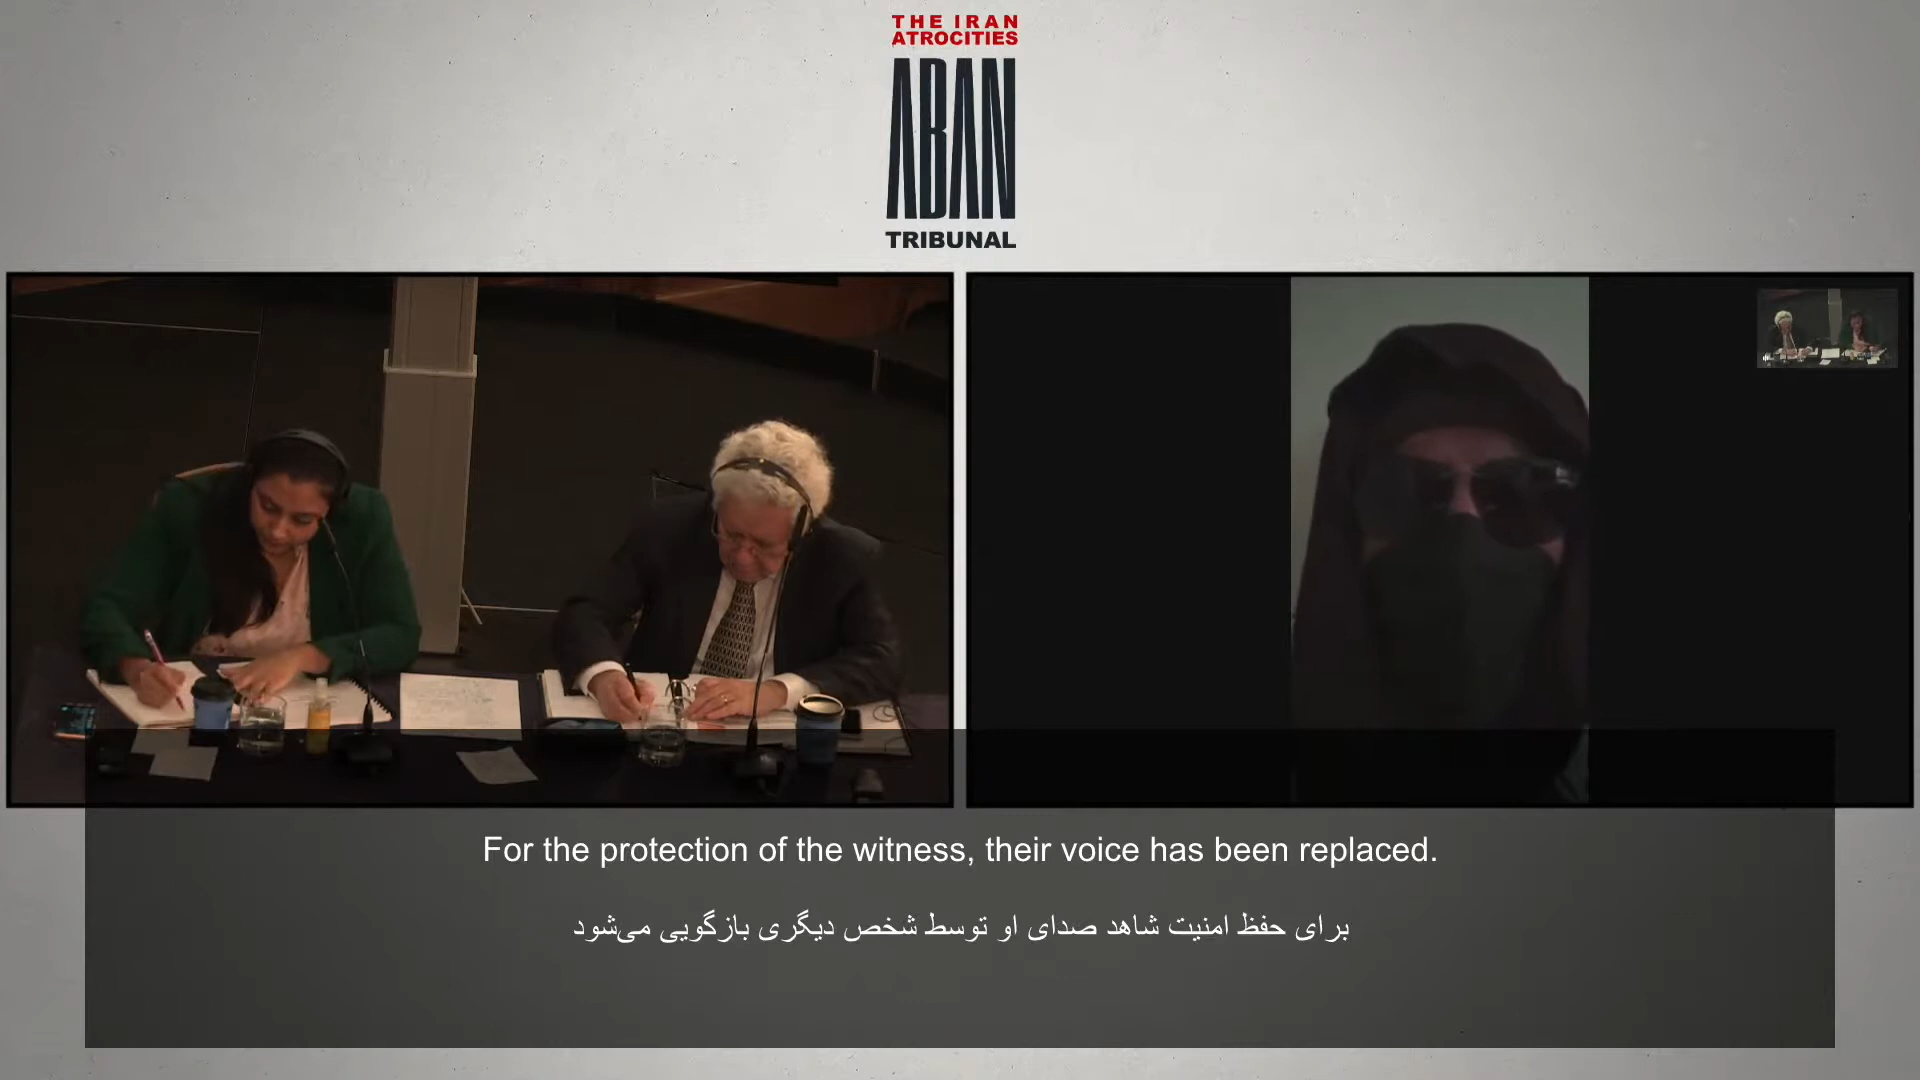 THE IRAN
ATROCITIES
ABAN
TRIBUNAL
For the protection of the witness, their voice has been replaced.
برای حفظ امنیت شاهد صدای او توسط شخص دیگری بازگویی می‌شود